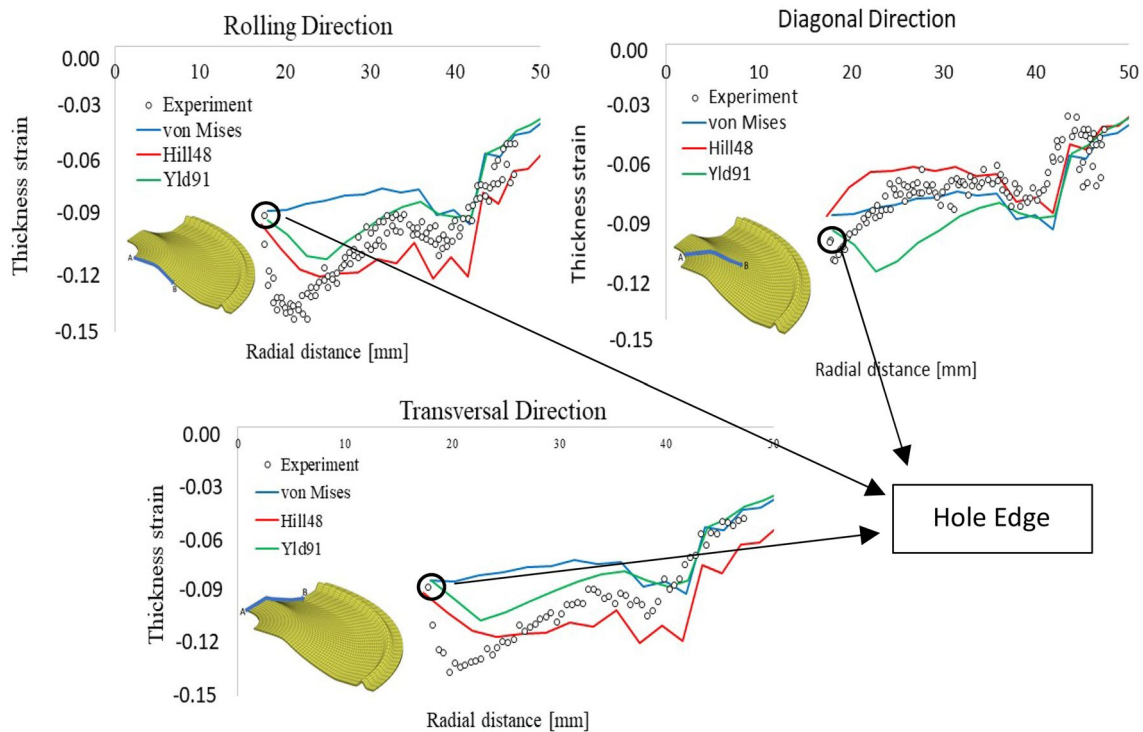 Rolling Direction
0.00
-0.03
-0.06
-0.09
-0.12
-0.15
0
10
20
30
40
50
Thickness strain
Experiment
von Mises
Hill48
Yld91
A
B
Radial distance [mm]
Diagonal Direction
0.00
-0.03
-0.06
-0.09
-0.12
-0.15
0
10
20
30
40
50
Thickness strain
Experiment
von Mises
Hill48
Yld91
A
B
Radial distance [mm]
Transversal Direction
0.00
-0.03
-0.06
-0.09
-0.12
-0.15
0
10
20
30
40
50
Thickness strain
Experiment
von Mises
Hill48
Yld91
A
B
Radial distance [mm]
Hole Edge